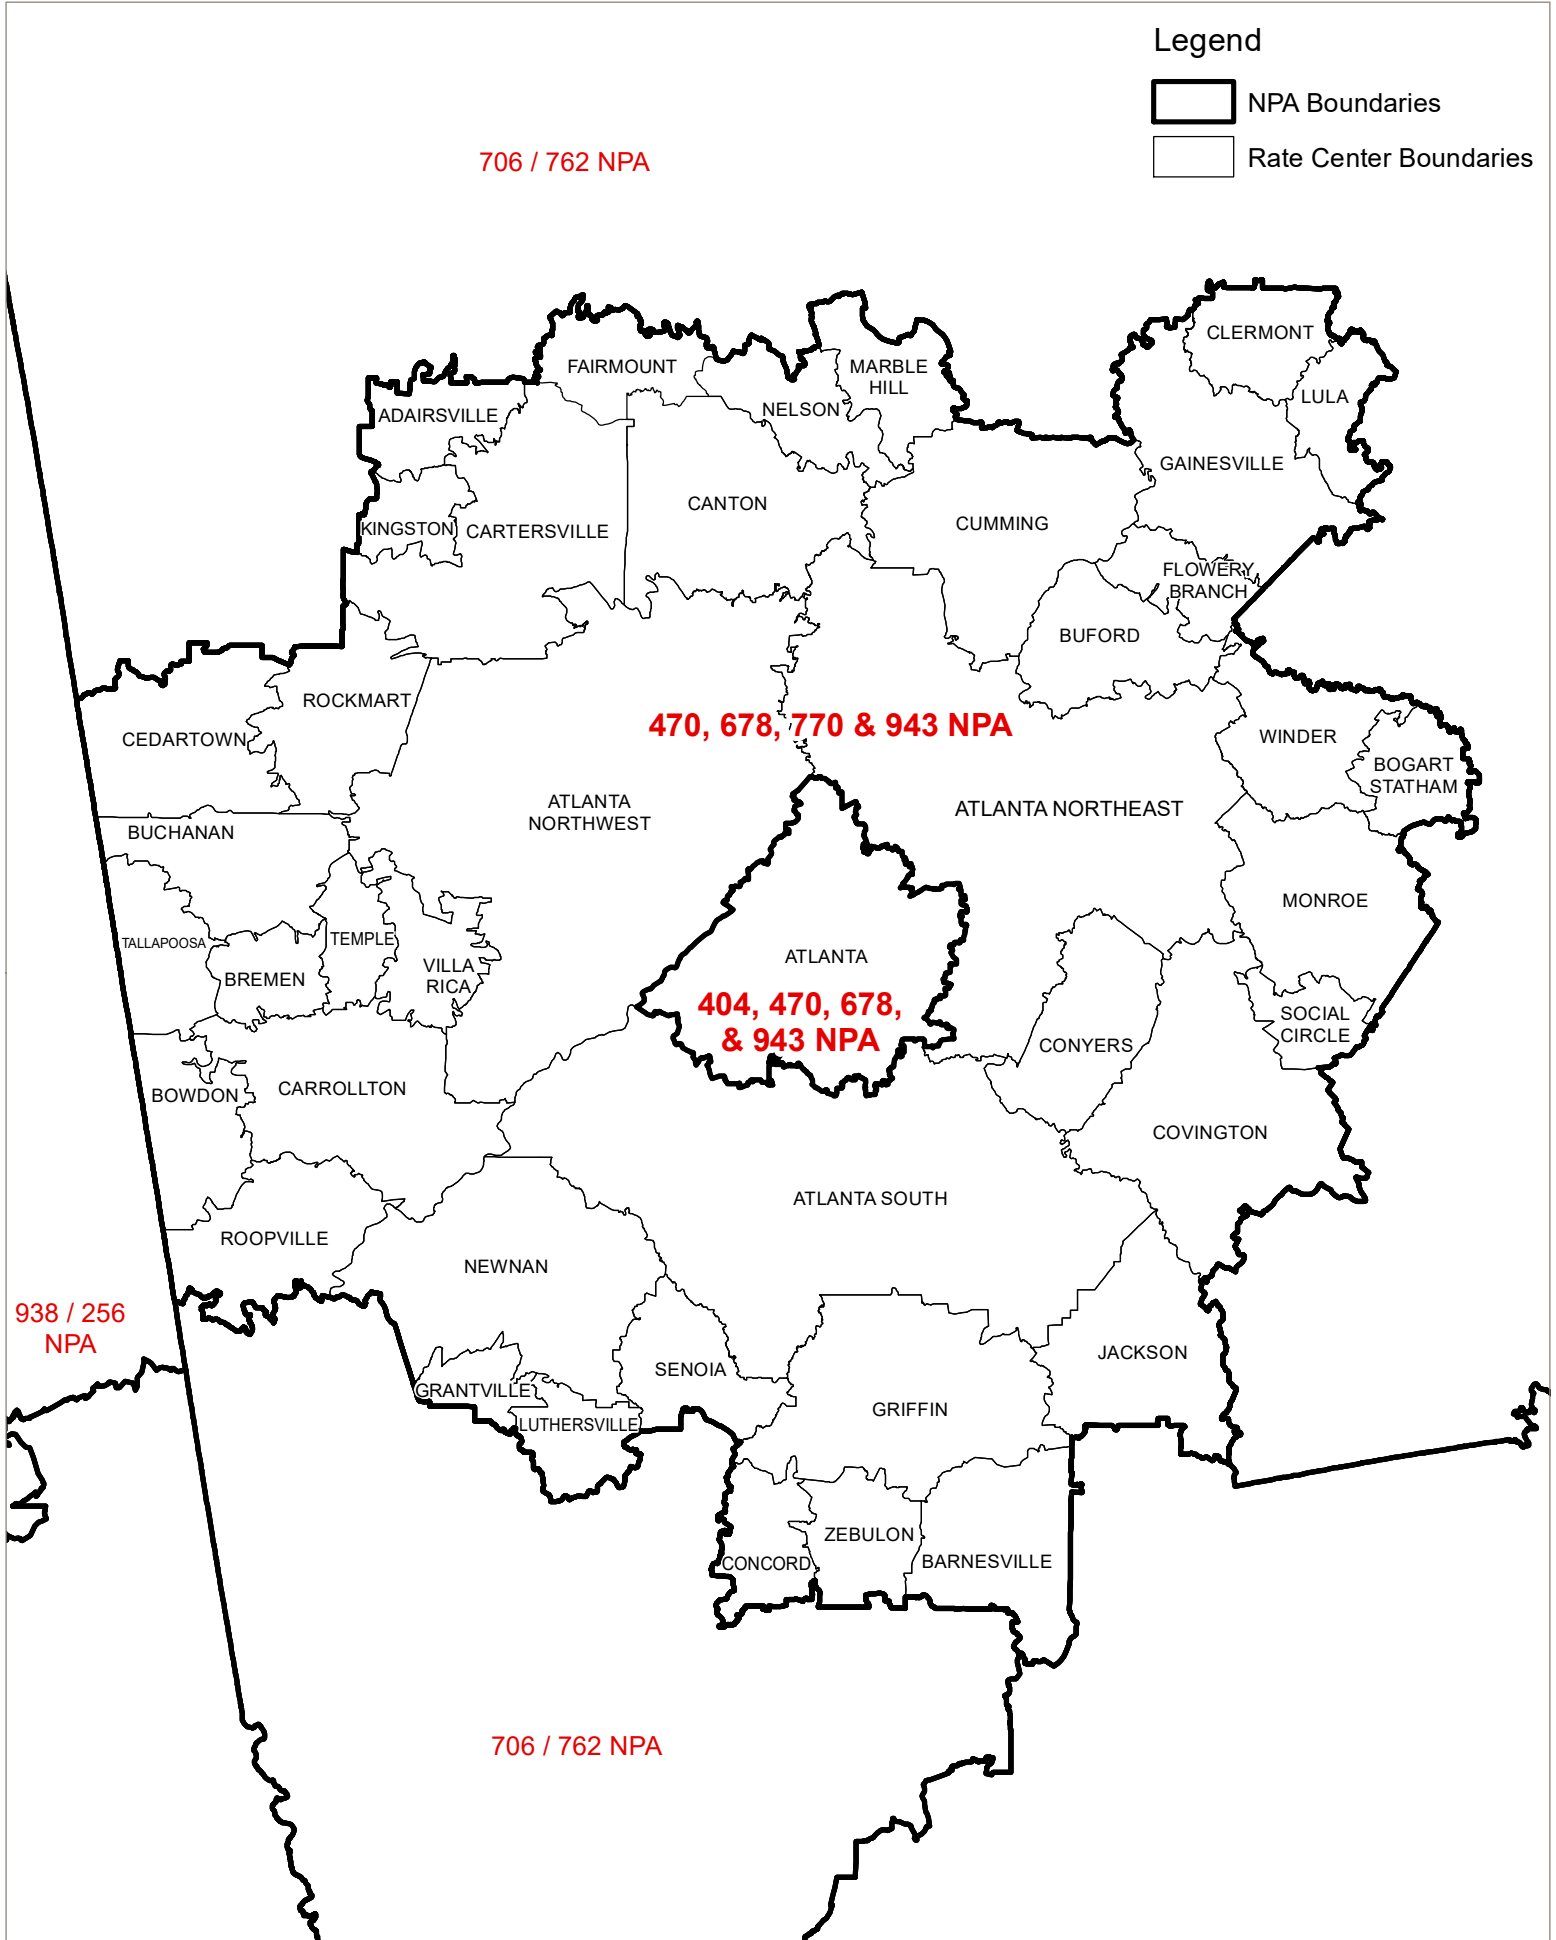 Legend
NPA Boundaries
Rate Center Boundaries
706 / 762 NPA
CLERMONT
FAIRMOUNT
MARBLE
HILL
LULA
NELSON
ADAIRSVILLE
GAINESVILLE
CANTON
CUMMING
KINGSTON
CARTERSVILLE
FLOWERY
BRANCH
BUFORD
ROCKMART
470, 678, 770 & 943 NPA
CEDARTOWN
WINDER
BOGART
STATHAM
ATLANTA
NORTHWEST
ATLANTA NORTHEAST
BUCHANAN
MONROE
TALLAPOOSA
TEMPLE
BREMEN
VILLA
RICA
ATLANTA
404, 470, 678,
& 943 NPA
SOCIAL
CIRCLE
CONYERS
BOWDON
CARROLLTON
COVINGTON
ATLANTA SOUTH
ROOPVILLE
NEWNAN
938 / 256
NPA
JACKSON
SENOIA
GRANTVILLE
GRIFFIN
LUTHERSVILLE
ZEBULON
CONCORD
BARNESVILLE
706 / 762 NPA